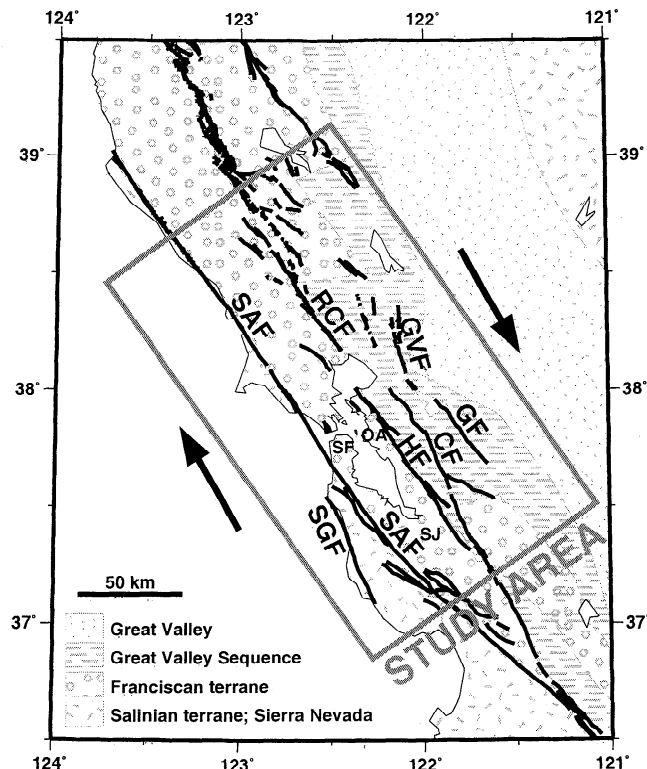 124° 123° 122° 121°
39° 39°
SAF
RCF
GVF
38° 38°
GF
CF
HF
OA
SF
SGF
SAF
SJ
STUDY AREA
50 km
37° 37°
Great Valley
Great Valley Sequence
Franciscan terrane
Salinian terrane; Sierra Nevada
124° 123° 122° 121°